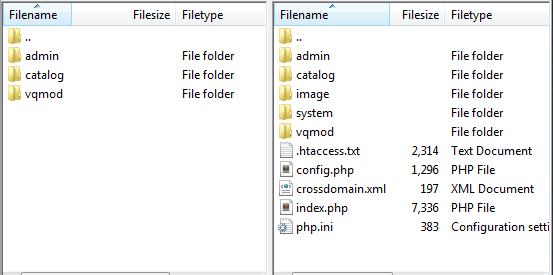 Filename Filesize Filetype
..
admin File folder
catalog File folder
vqmod File folder
Filename Filesize Filetype
..
admin File folder
catalog File folder
image File folder
system File folder
vqmod File folder
.htaccess.txt 2,314 Text Document
config.php 1,296 PHP File
crossdomain.xml 197 XML Document
index.php 7,336 PHP File
php.ini 383 Configuration setti